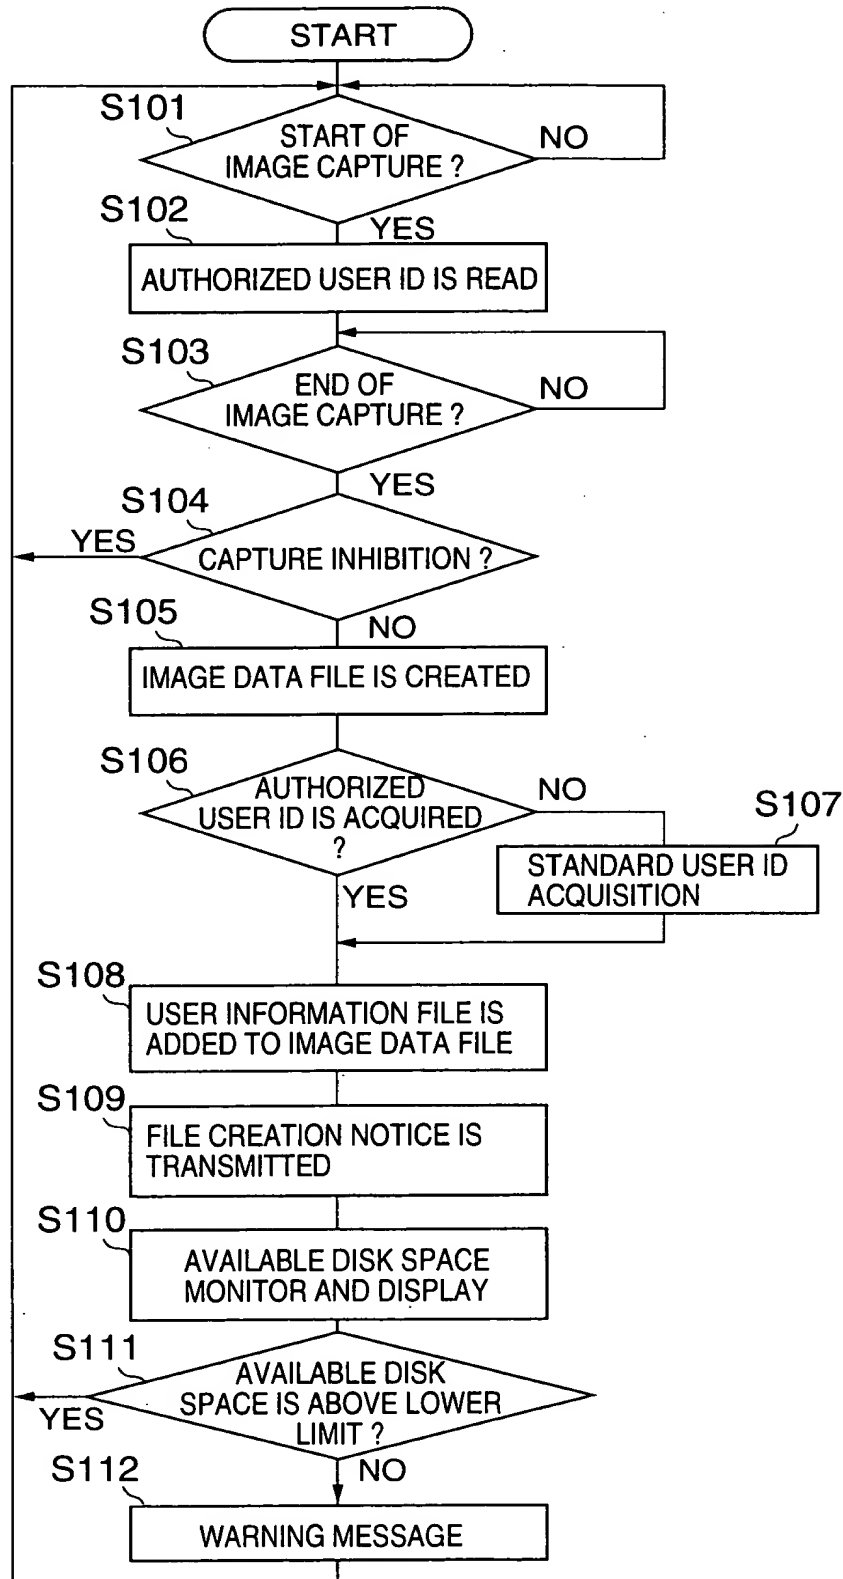 START
S101
START OF
IMAGE CAPTURE ?
NO
S102
YES
AUTHORIZED USER ID IS READ
S103
END OF
IMAGE CAPTURE ?
NO
YES
S104
YES
CAPTURE INHIBITION ?
S105
NO
IMAGE DATA FILE IS CREATED
S106
AUTHORIZED
USER ID IS ACQUIRED
?
NO
S107
STANDARD USER ID
ACQUISITION
YES
S108
USER INFORMATION FILE IS
ADDED TO IMAGE DATA FILE
S109
FILE CREATION NOTICE IS
TRANSMITTED
S110
AVAILABLE DISK SPACE
MONITOR AND DISPLAY
S111
AVAILABLE DISK
SPACE IS ABOVE LOWER
LIMIT ?
YES
NO
S112
WARNING MESSAGE